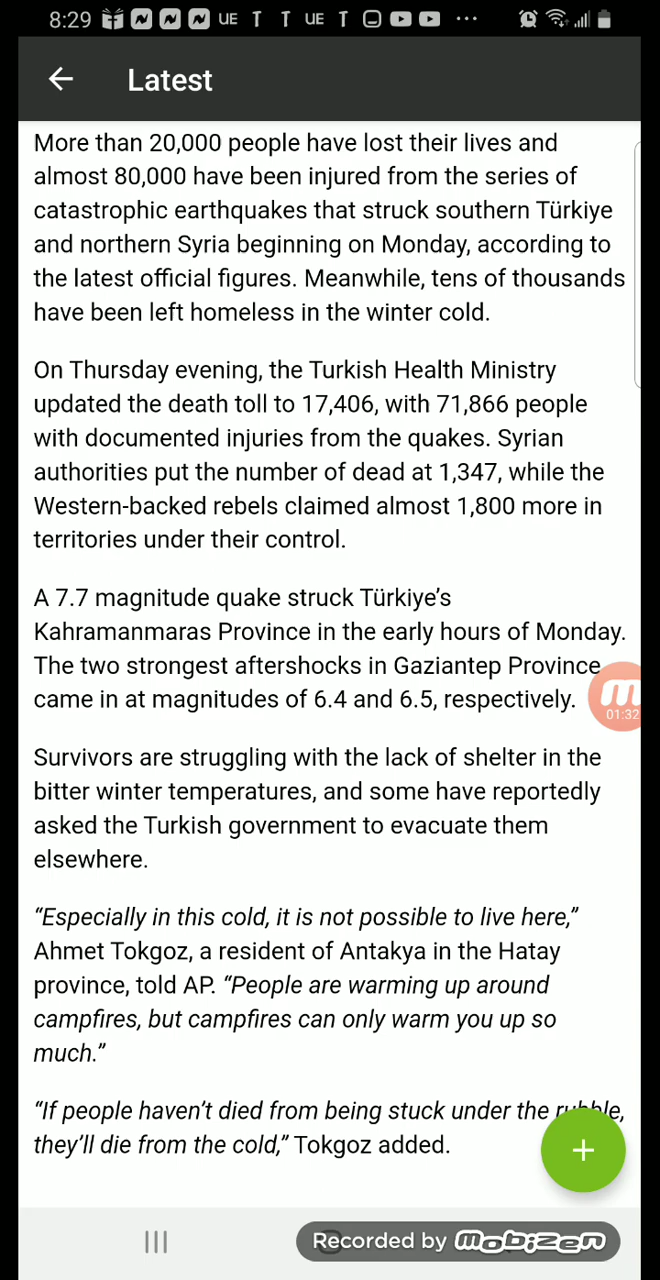 8:29
UE
UE
Latest
More than 20,000 people have lost their lives and
almost 80,000 have been injured from the series of
catastrophic earthquakes that struck southern Türkiye
and northern Syria beginning on Monday, according to
the latest official figures. Meanwhile, tens of thousands
have been left homeless in the winter cold.
On Thursday evening, the Turkish Health Ministry
updated the death toll to 17,406, with 71,866 people
with documented injuries from the quakes. Syrian
authorities put the number of dead at 1,347, while the
Western-backed rebels claimed almost 1,800 more in
territories under their control.
A 7.7 magnitude quake struck Türkiye’s
Kahramanmaras Province in the early hours of Monday.
The two strongest aftershocks in Gaziantep Province
came in at magnitudes of 6.4 and 6.5, respectively.
01:32
Survivors are struggling with the lack of shelter in the
bitter winter temperatures, and some have reportedly
asked the Turkish government to evacuate them
elsewhere.
“Especially in this cold, it is not possible to live here,”
Ahmet Tokgoz, a resident of Antakya in the Hatay
province, told AP. “People are warming up around
campfires, but campfires can only warm you up so
much.”
“If people haven’t died from being stuck under the rubble,
they’ll die from the cold,” Tokgoz added.
Recorded by mobizen